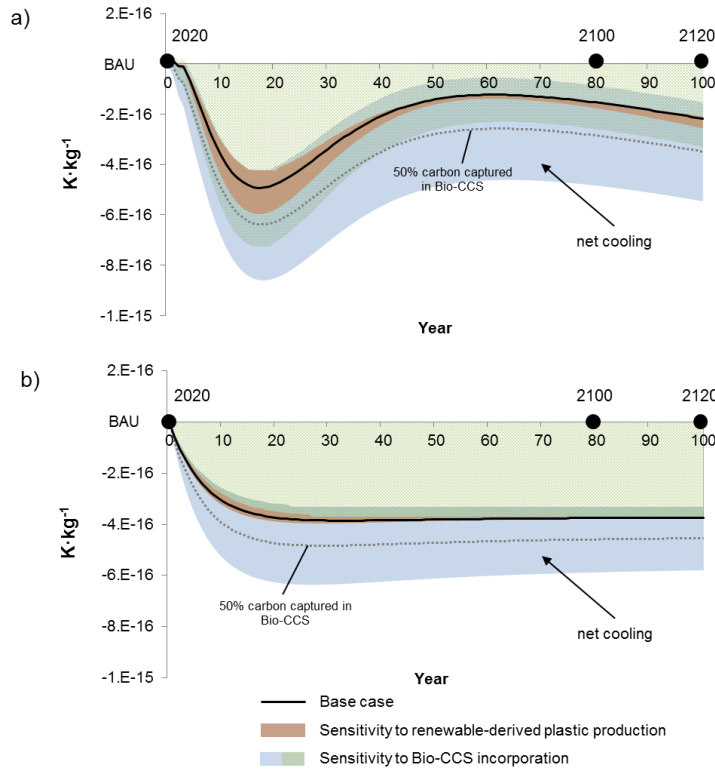 a)
2.E-16
2020
2100
2120
BAU
0 10 20 30 40 50 60 70 80 90 100
-2.E-16
-4.E-16
-6.E-16
-8.E-16
-1.E-15
K·kg-1
50% carbon captured
in Bio-CCS
net cooling
Year
b)
2.E-16
2020
2100
2120
BAU
0 10 20 30 40 50 60 70 80 90 100
-2.E-16
-4.E-16
-6.E-16
-8.E-16
-1.E-15
K·kg-1
50% carbon captured in
Bio-CCS
net cooling
Year
Base case
Sensitivity to renewable-derived plastic production
Sensitivity to Bio-CCS incorporation